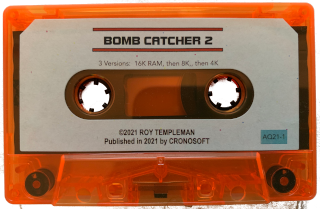 BOMB CATCHER 2
3 Versions: 16K RAM, then 8K,, then 4K
©2021 ROY TEMPLEMAN
Published in 2021 by CRONOSOFT
AG21-1